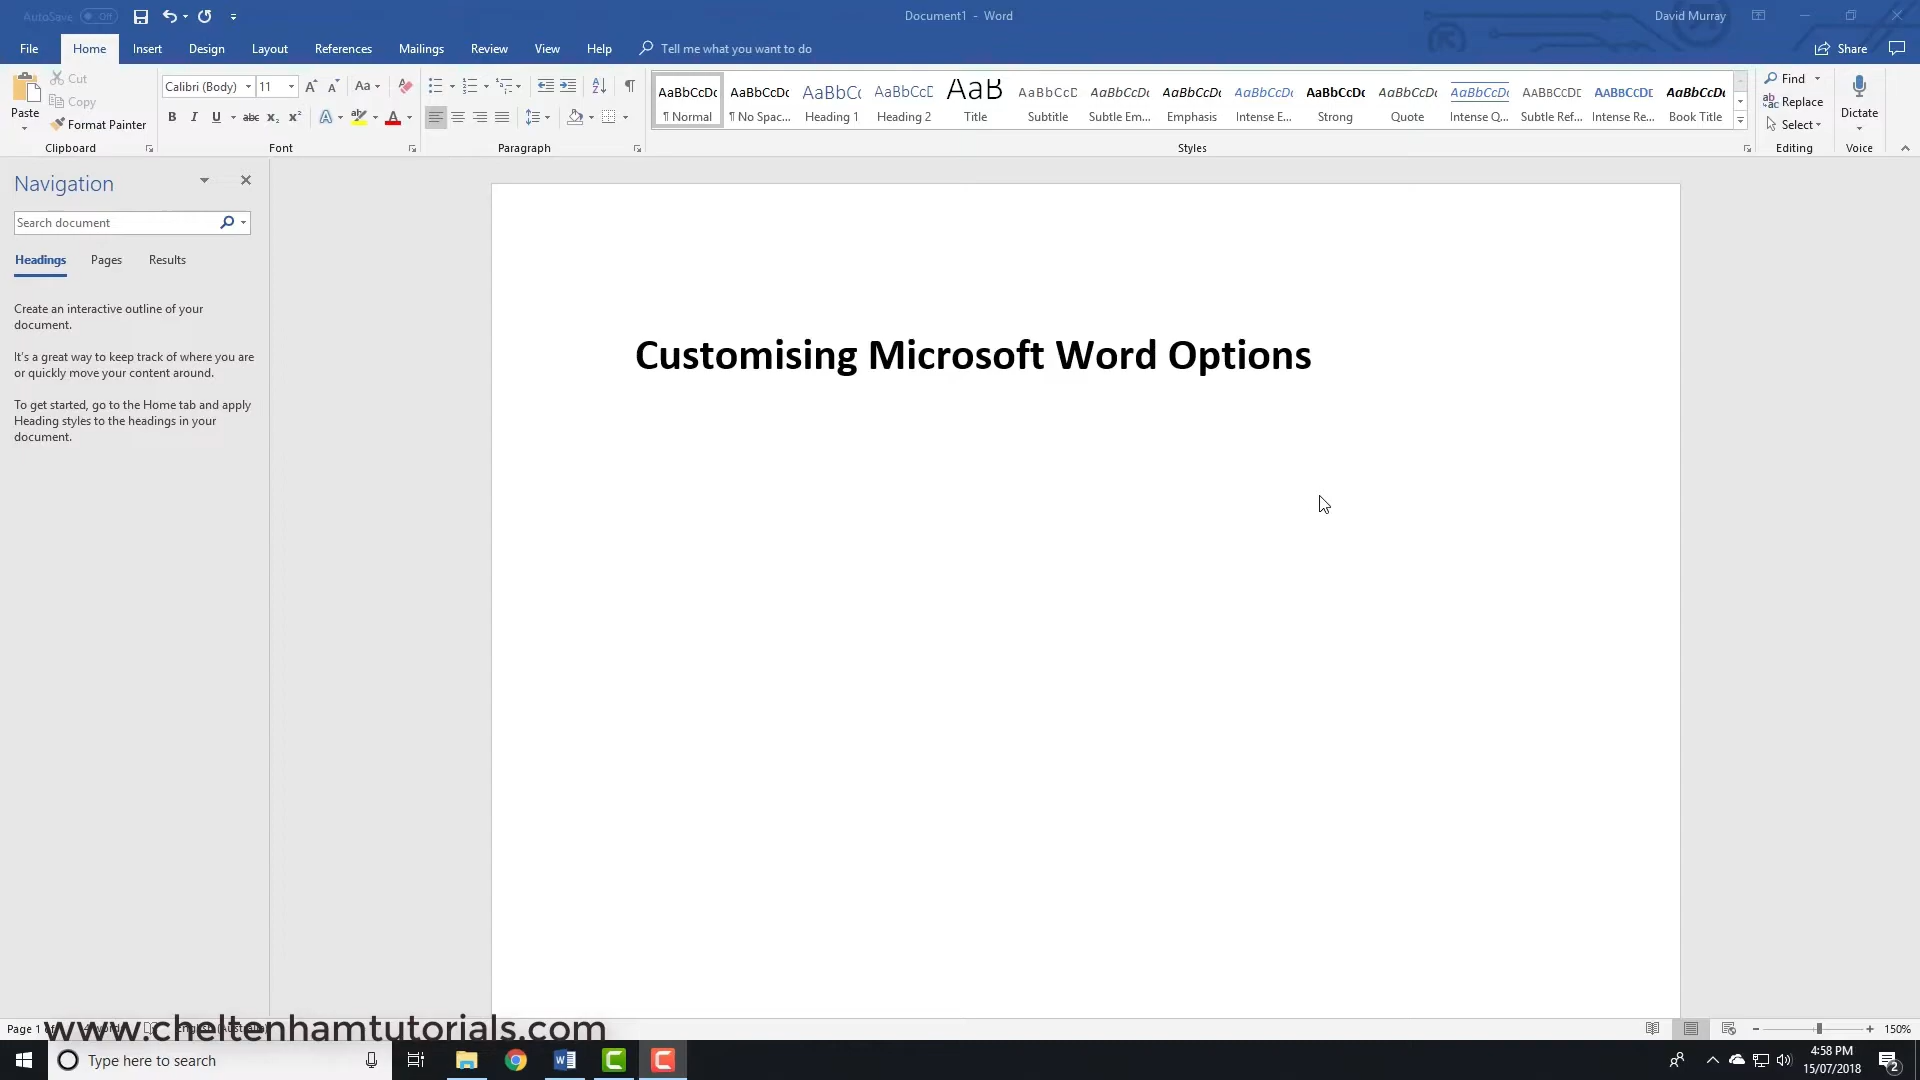 AutoSave Off
Document1 - Word
David Murray
File Home Insert Design Layout References Mailings Review View Help Tell me what you want to do Share
Paste
Cut
Copy
Format Painter
Clipboard
Calibri (Body) 11
Font
Paragraph
AaBbCcDc AaBbCcDc AaBbCc AaBbCcD AaB AaBbCcD AaBbCcDc AaBbCcDc AaBbCcDc AaBbCcDc AaBbCcDc AaBbCcDc AABBCCDD AABBCCDD AaBbCcDc
¶ Normal ¶ No Spac... Heading 1 Heading 2 Title Subtitle Subtle Em... Emphasis Intense E... Strong Quote Intense Q... Subtle Ref... Intense Re... Book Title
Styles
Find
Replace
Select
Editing
Dictate
Voice
Navigation
Search document
Headings Pages Results
Create an interactive outline of your
document.
It's a great way to keep track of where you are
or quickly move your content around.
To get started, go to the Home tab and apply
Heading styles to the headings in your
document.
Customising Microsoft Word Options
Page 1
www.cheltenhamtutorials.com
150%
Type here to search
4:58 PM
15/07/2018
2